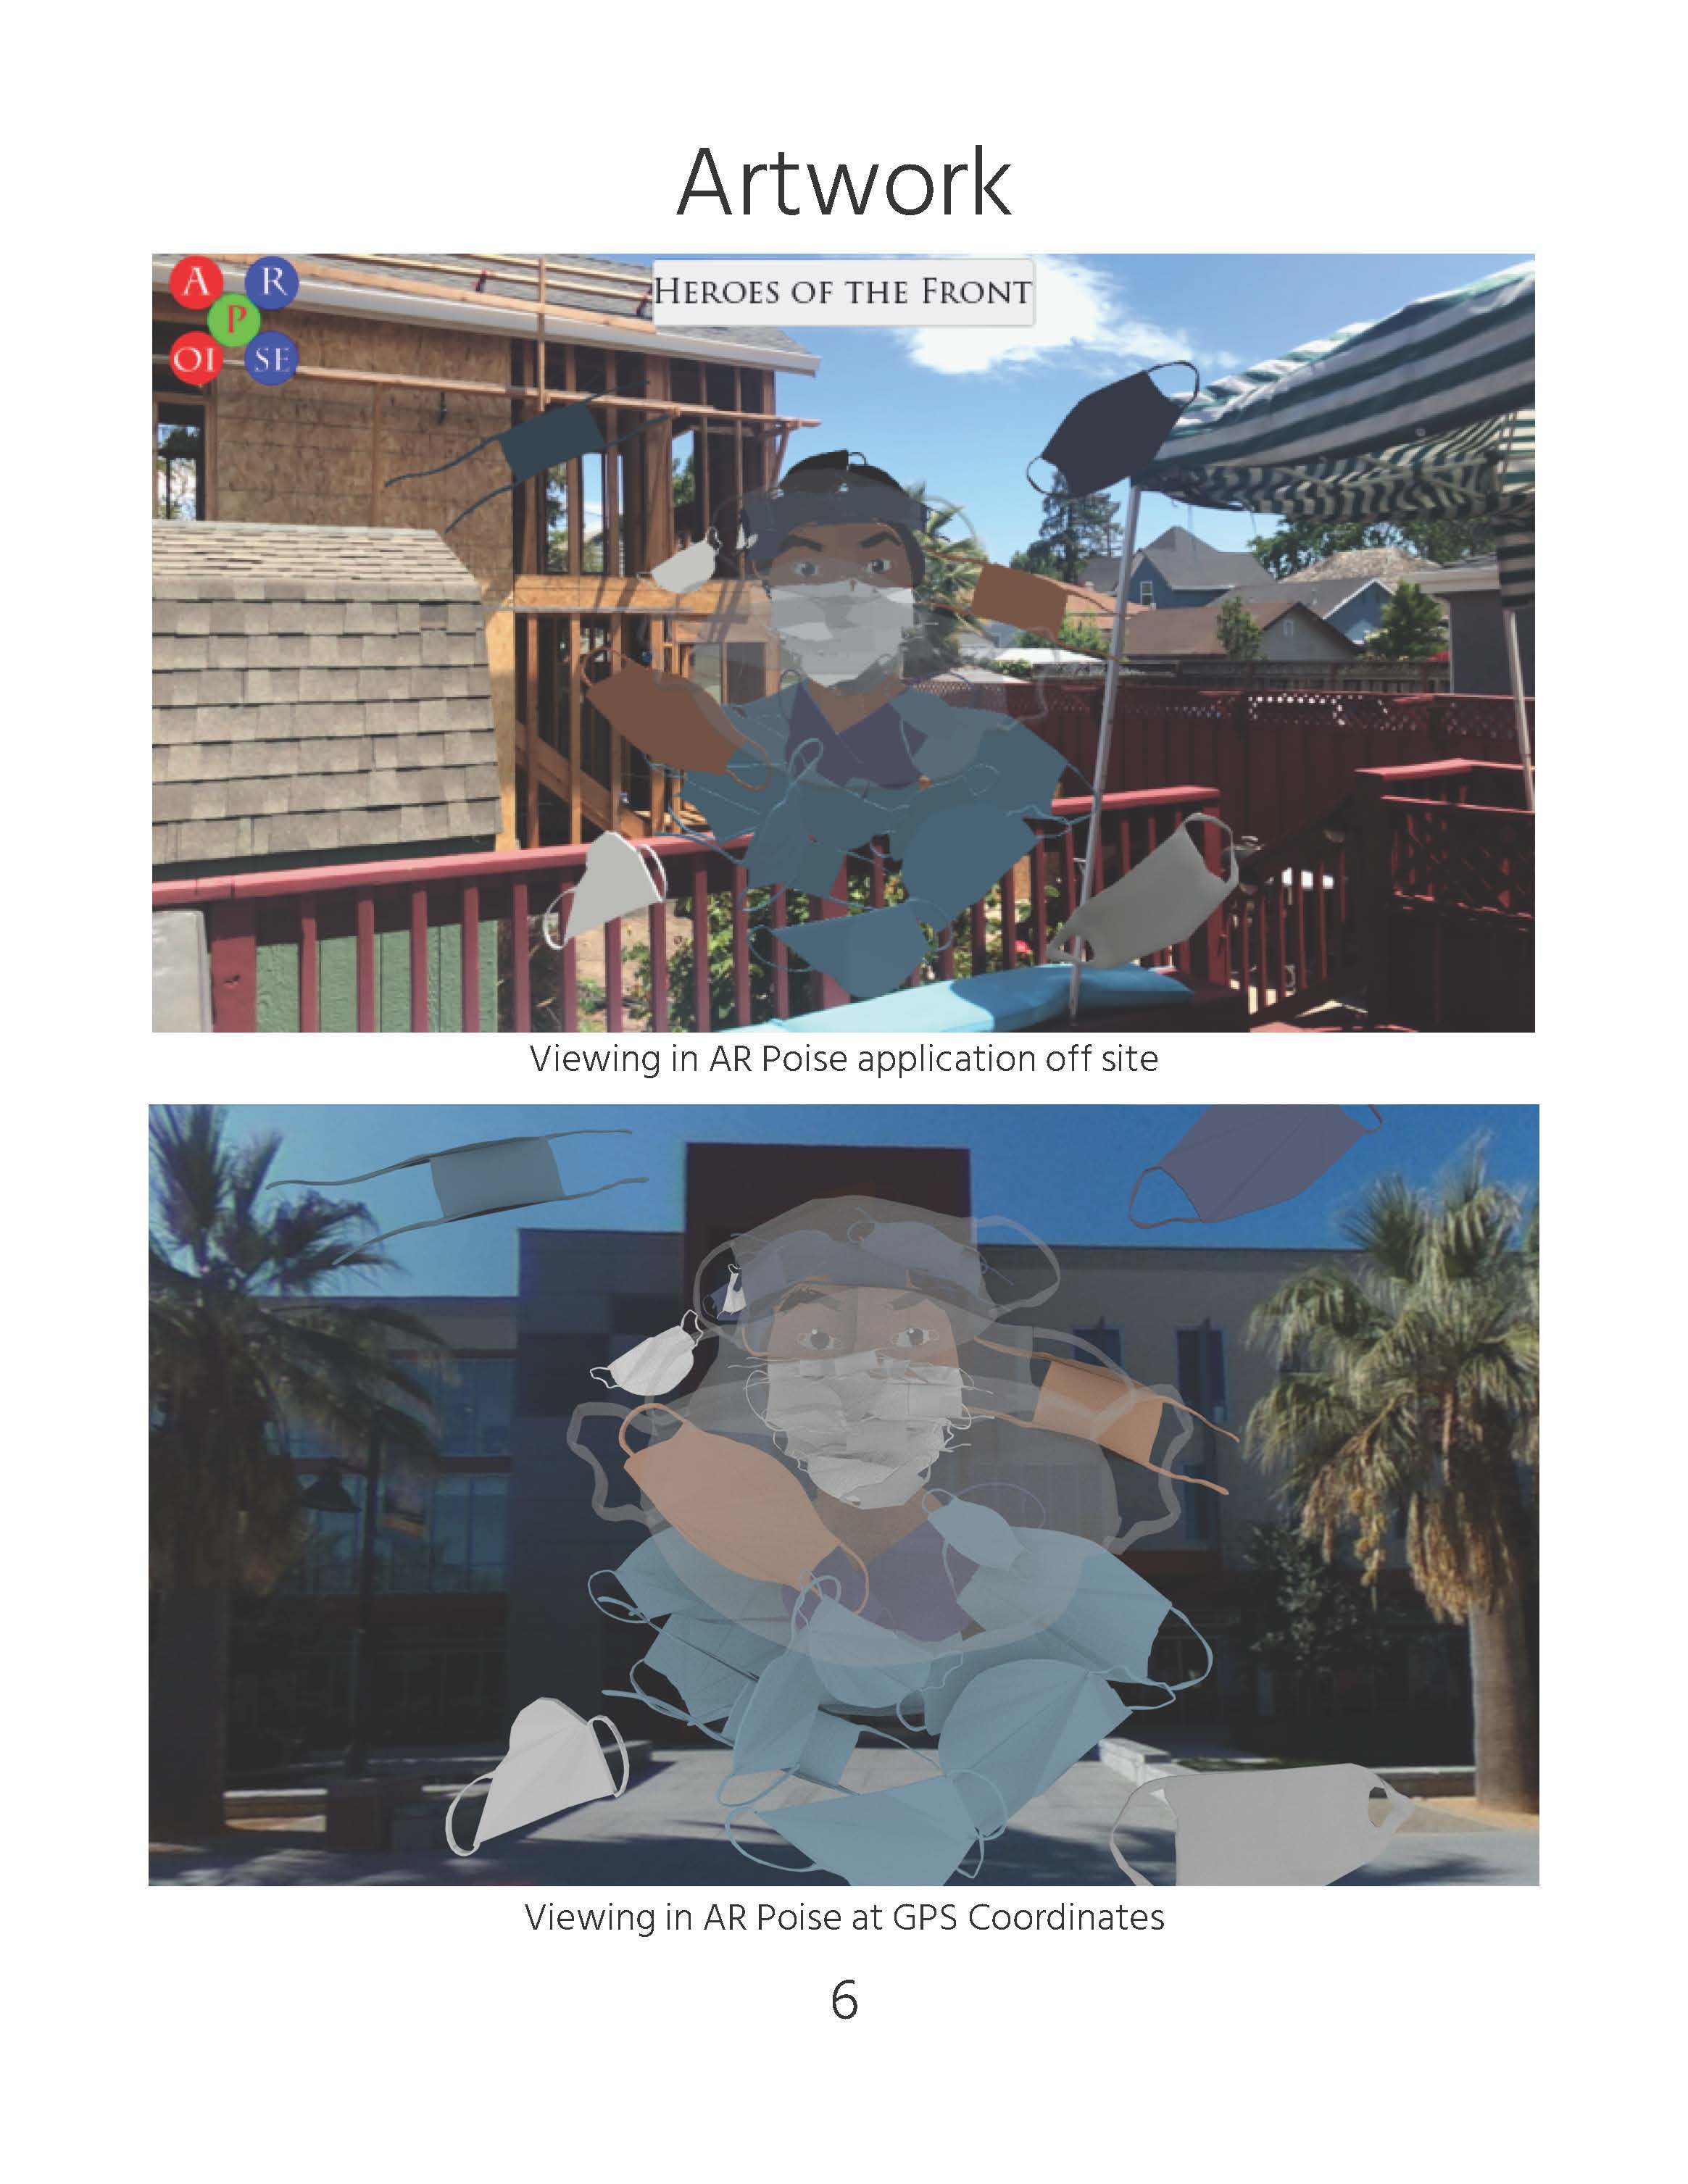 Artwork
A R
P
OI SE
HEROES OF THE FRONT
Viewing in AR Poise application off site
Viewing in AR Poise at GPS Coordinates
6